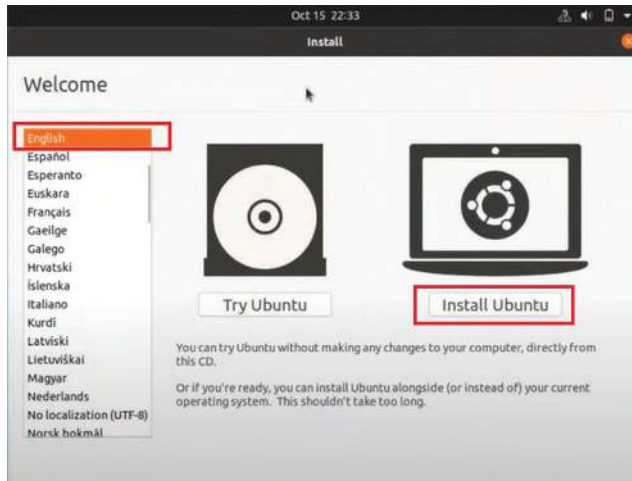 Oct 15 22:33
Install
Welcome
English
Español
Esperanto
Euskara
Français
Gaeilge
Galego
Hrvatski
Íslenska
Italiano
Kurdî
Latviski
Lietuviškai
Magyar
Nederlands
No localization (UTF-8)
Norsk bokmål
Try Ubuntu
Install Ubuntu
You can try Ubuntu without making any changes to your computer, directly from
this CD.
Or if you're ready, you can install Ubuntu alongside (or instead of) your current
operating system. This shouldn't take too long.